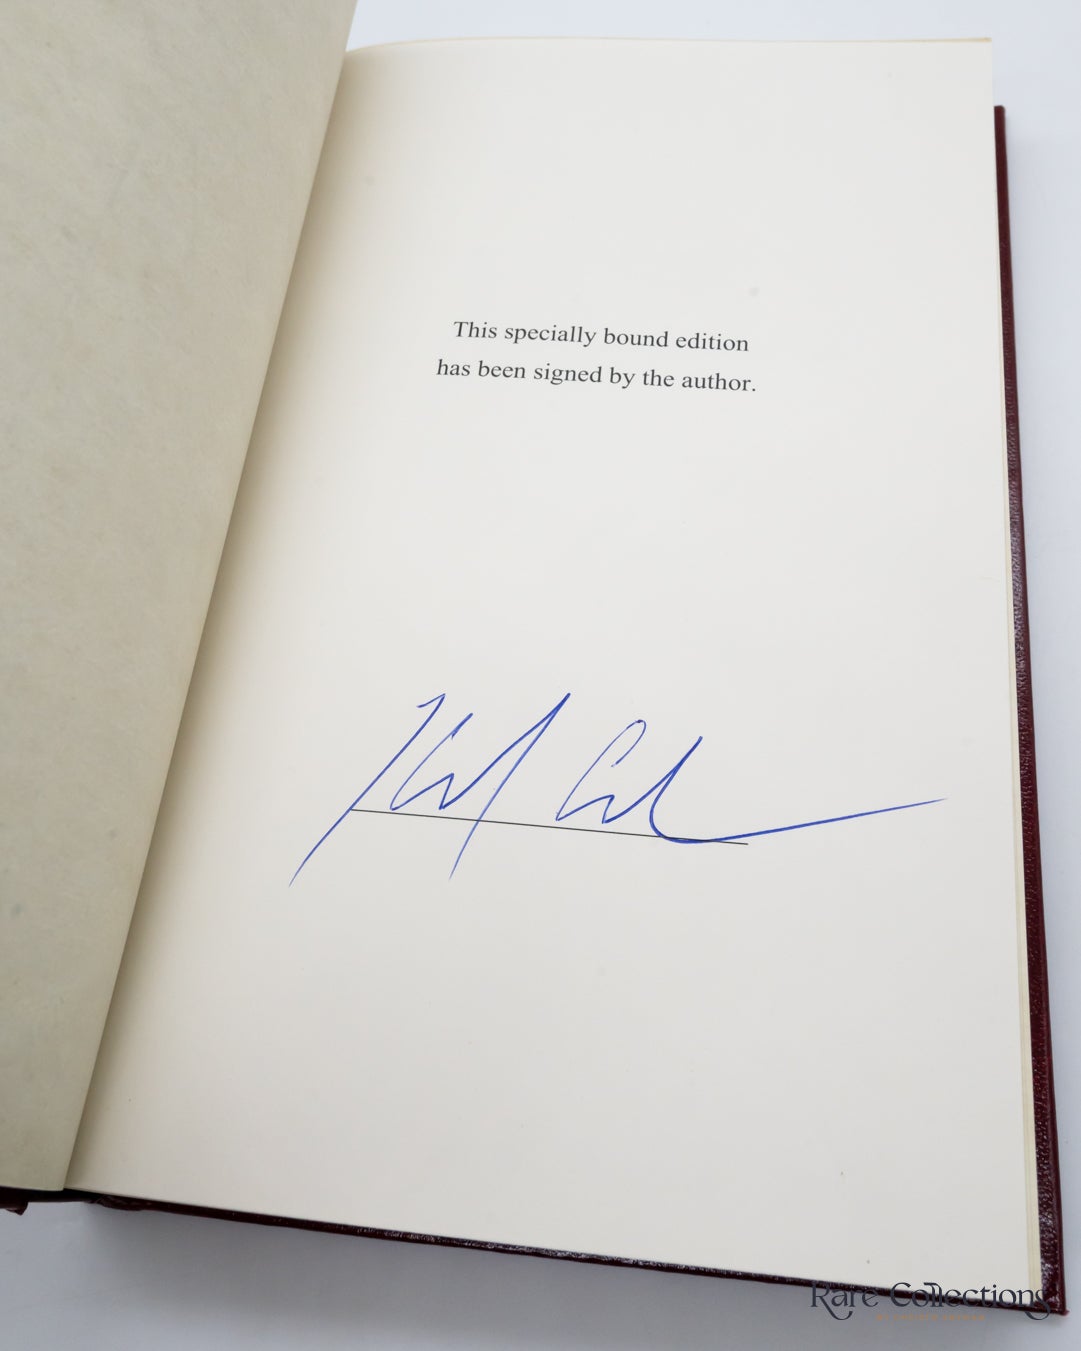 This specially bound edition
has been signed by the author.
Rare Collections